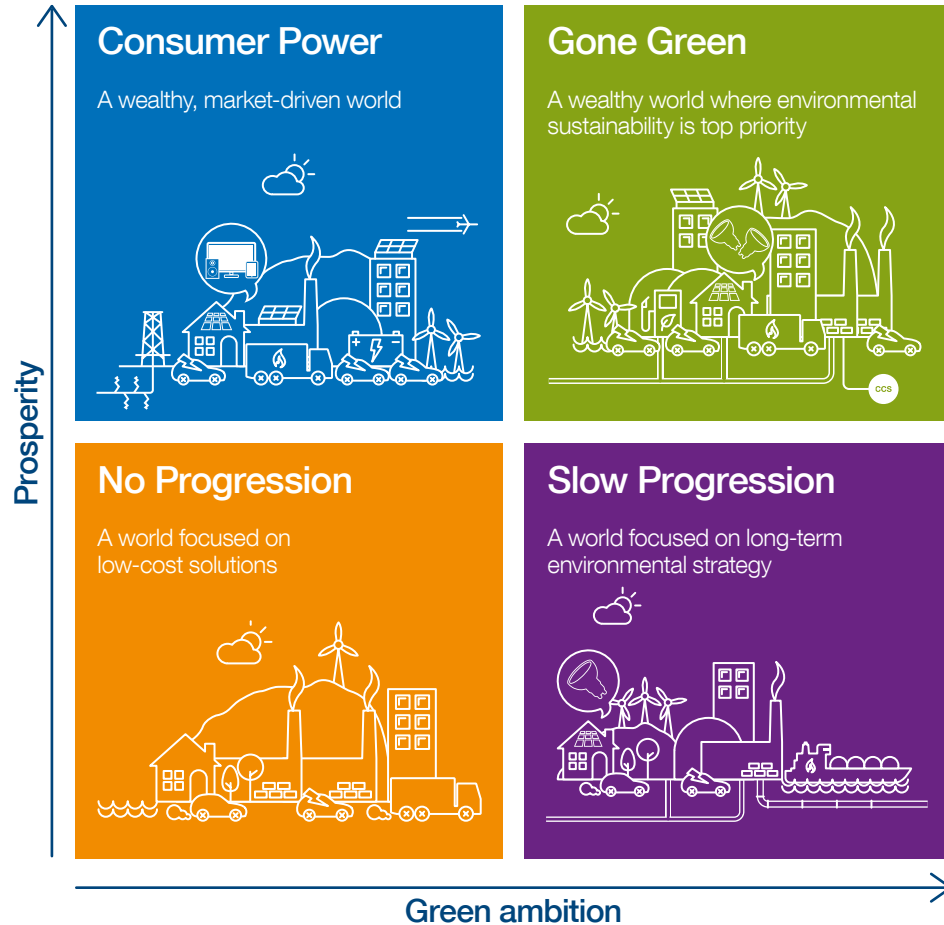 Prosperity
Consumer Power
A wealthy, market-driven world
Gone Green
A wealthy world where environmental
sustainability is top priority
CCS
No Progression
A world focused on
low-cost solutions
Slow Progression
A world focused on long-term
environmental strategy
Green ambition